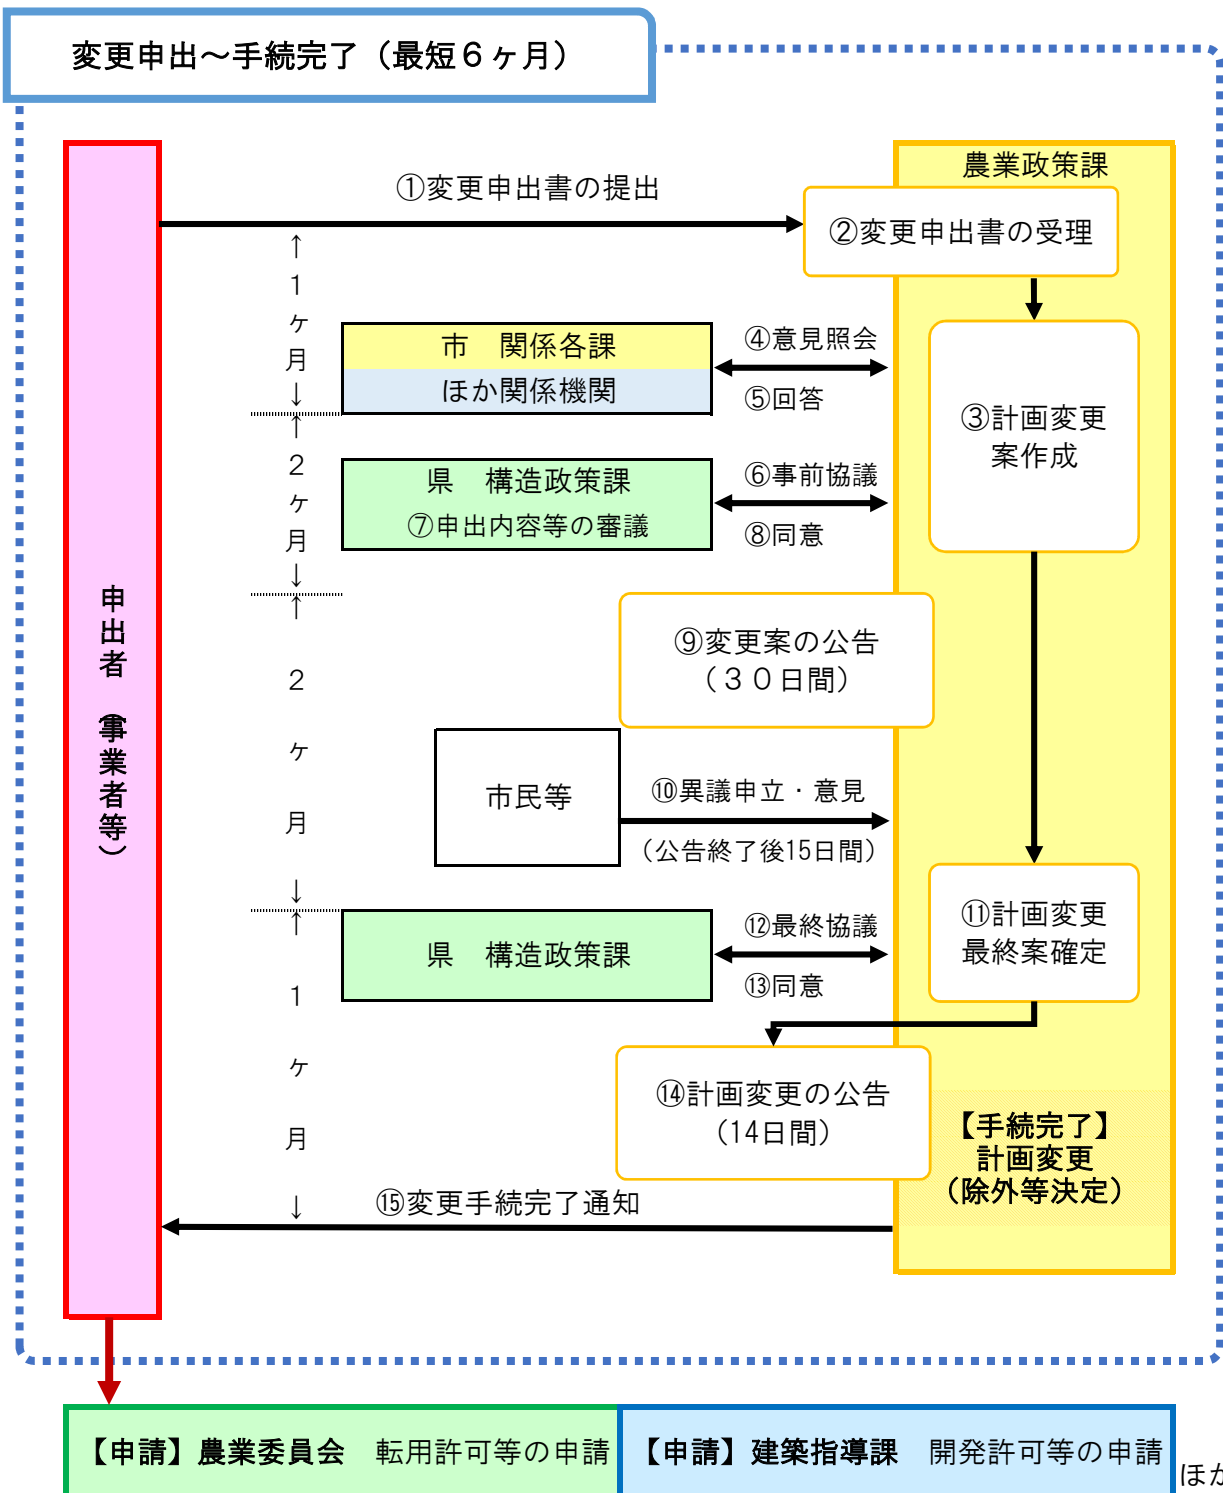 変更申出～手続完了（最短６ヶ月）
農業政策課
①変更申出書の提出
②変更申出書の受理
↑
１
ヶ
月
↓
市　関係各課
ほか関係機関
④意見照会
⑤回答
③計画変更
案作成
↑
２
ヶ
月
↓
県　構造政策課
⑦申出内容等の審議
⑥事前協議
⑧同意
申出者（事業者等）
↑
２
ヶ
月
↓
⑨変更案の公告
（３０日間）
市民等
⑩異議申立・意見
（公告終了後15日間）
⑪計画変更
最終案確定
↑
１
ヶ
月
↓
県　構造政策課
⑫最終協議
⑬同意
⑭計画変更の公告
（14日間）
【手続完了】
計画変更
（除外等決定）
⑮変更手続完了通知
【申請】農業委員会　転用許可等の申請
【申請】建築指導課　開発許可等の申請
ほか